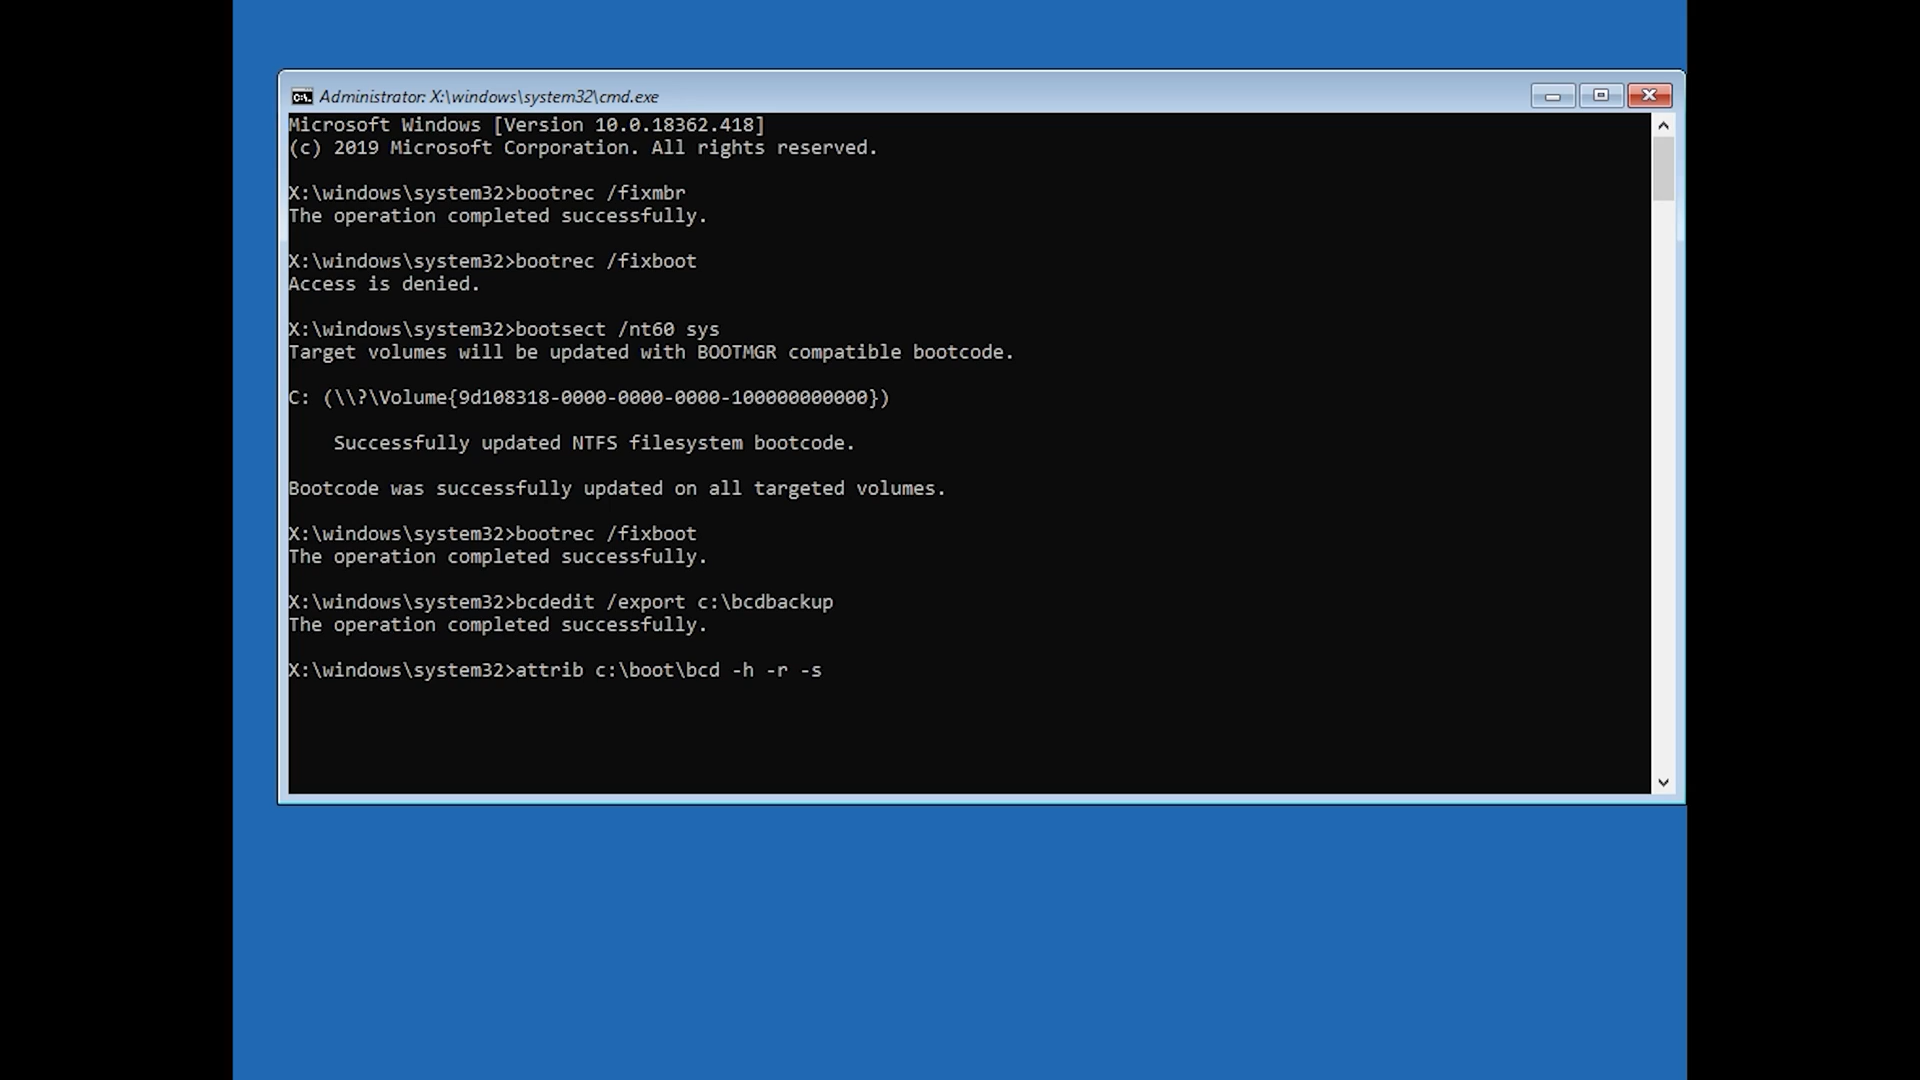 Administrator: X:\windows\system32\cmd.exe
Microsoft Windows [Version 10.0.18362.418]
(c) 2019 Microsoft Corporation. All rights reserved.
X:\windows\system32>bootrec /fixmbr
The operation completed successfully.
X:\windows\system32>bootrec /fixboot
Access is denied.
X:\windows\system32>bootsect /nt60 sys
Target volumes will be updated with BOOTMGR compatible bootcode.
C: (\\?\Volume{9d108318-0000-0000-0000-100000000000})
Successfully updated NTFS filesystem bootcode.
Bootcode was successfully updated on all targeted volumes.
X:\windows\system32>bootrec /fixboot
The operation completed successfully.
X:\windows\system32>bcdedit /export c:\bcdbackup
The operation completed successfully.
X:\windows\system32>attrib c:\boot\bcd -h -r -s